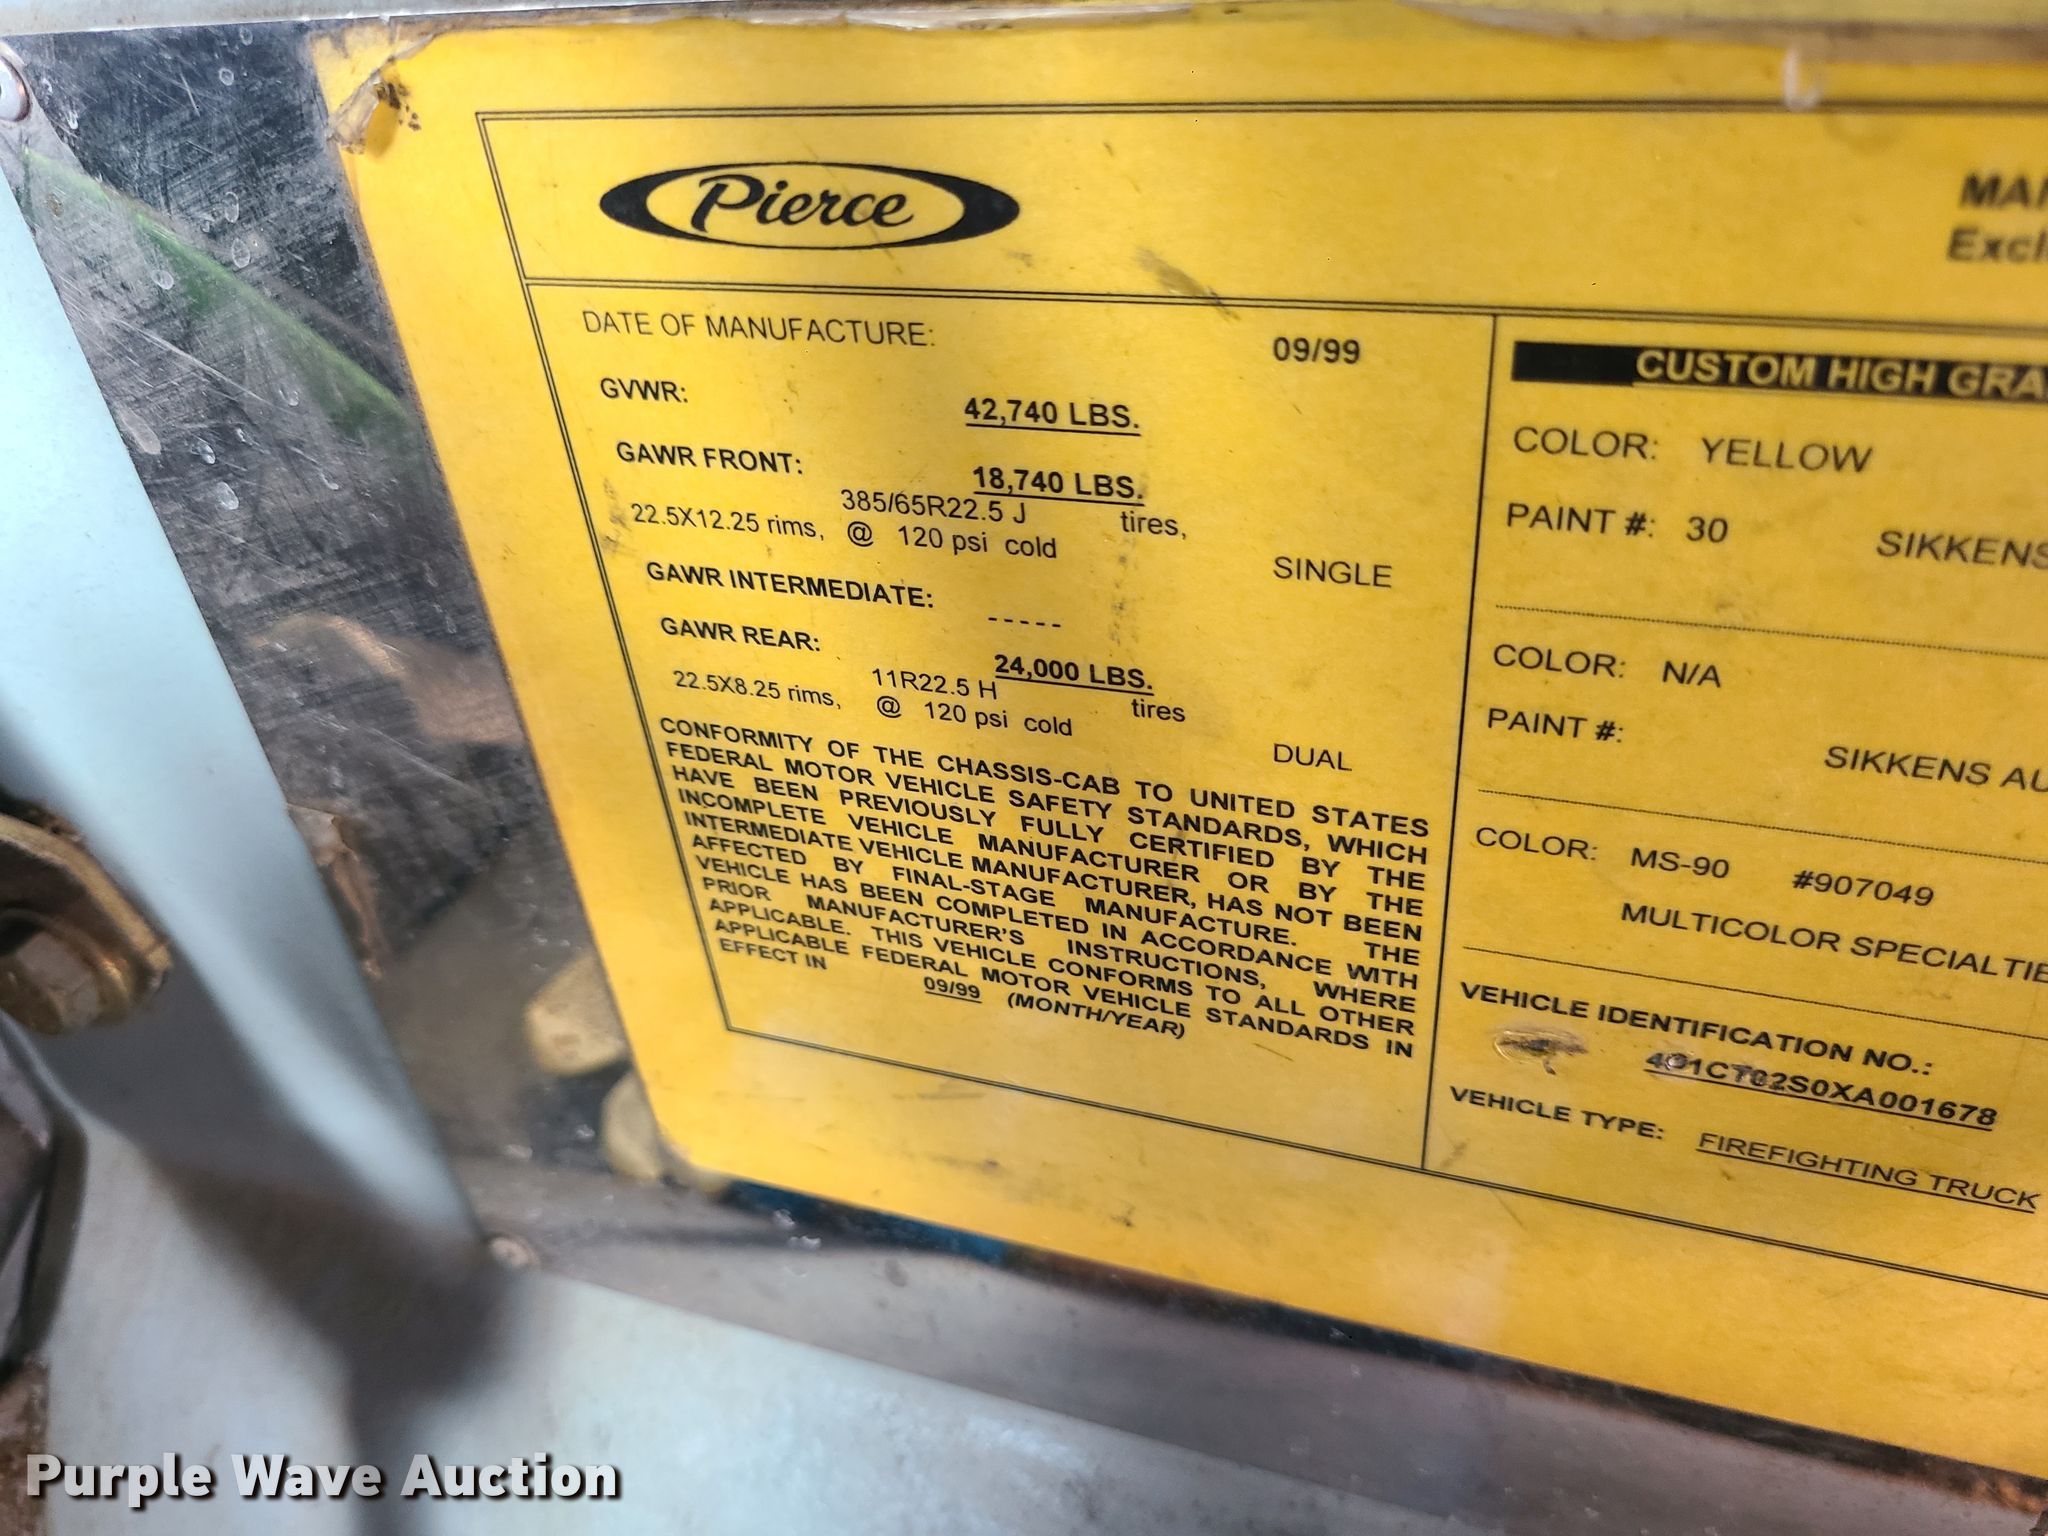 Pierce
MAN
Excl
DATE OF MANUFACTURE: 09/99
GVWR: 42,740 LBS.
GAWR FRONT: 18,740 LBS.
385/65R22.5 J tires,
22.5X12.25 rims, @ 120 psi cold SINGLE
GAWR INTERMEDIATE: -----
GAWR REAR: 24,000 LBS.
11R22.5 H tires
22.5X8.25 rims, @ 120 psi cold DUAL
CONFORMITY OF THE CHASSIS-CAB TO UNITED STATES
FEDERAL MOTOR VEHICLE SAFETY STANDARDS, WHICH
HAVE BEEN PREVIOUSLY FULLY CERTIFIED BY THE
INCOMPLETE VEHICLE MANUFACTURER OR BY THE
INTERMEDIATE VEHICLE MANUFACTURER, HAS NOT BEEN
AFFECTED BY FINAL-STAGE MANUFACTURE. THE
VEHICLE HAS BEEN COMPLETED IN ACCORDANCE WITH
PRIOR MANUFACTURER'S INSTRUCTIONS, WHERE
APPLICABLE. THIS VEHICLE CONFORMS TO ALL OTHER
APPLICABLE FEDERAL MOTOR VEHICLE STANDARDS IN
EFFECT IN 09/99 (MONTH/YEAR)
CUSTOM HIGH GRA
COLOR: YELLOW
PAINT #: 30 SIKKENS
COLOR: N/A
PAINT #:
SIKKENS AU
COLOR: MS-90 #907049
MULTICOLOR SPECIALTIE
VEHICLE IDENTIFICATION NO.:
4P1CT02S0XA001678
VEHICLE TYPE: FIREFIGHTING TRUCK
Purple Wave Auction